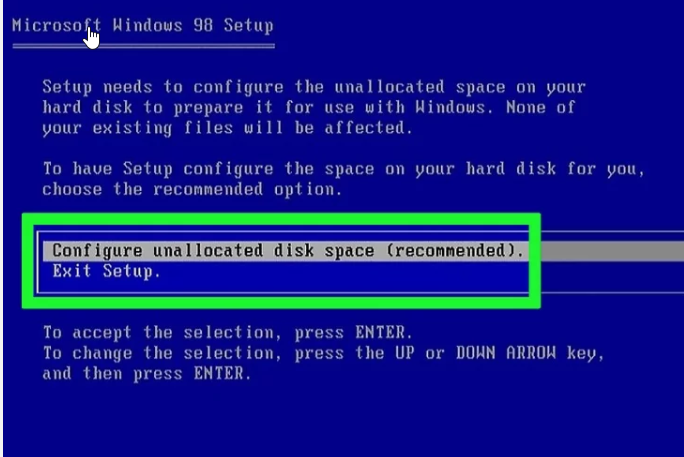 Microsoft Windows 98 Setup
Setup needs to configure the unallocated space on your
hard disk to prepare it for use with Windows. None of
your existing files will be affected.
To have Setup configure the space on your hard disk for you,
choose the recommended option.
Configure unallocated disk space (recommended).
Exit Setup.
To accept the selection, press ENTER.
To change the selection, press the UP or DOWN ARROW key,
and then press ENTER.